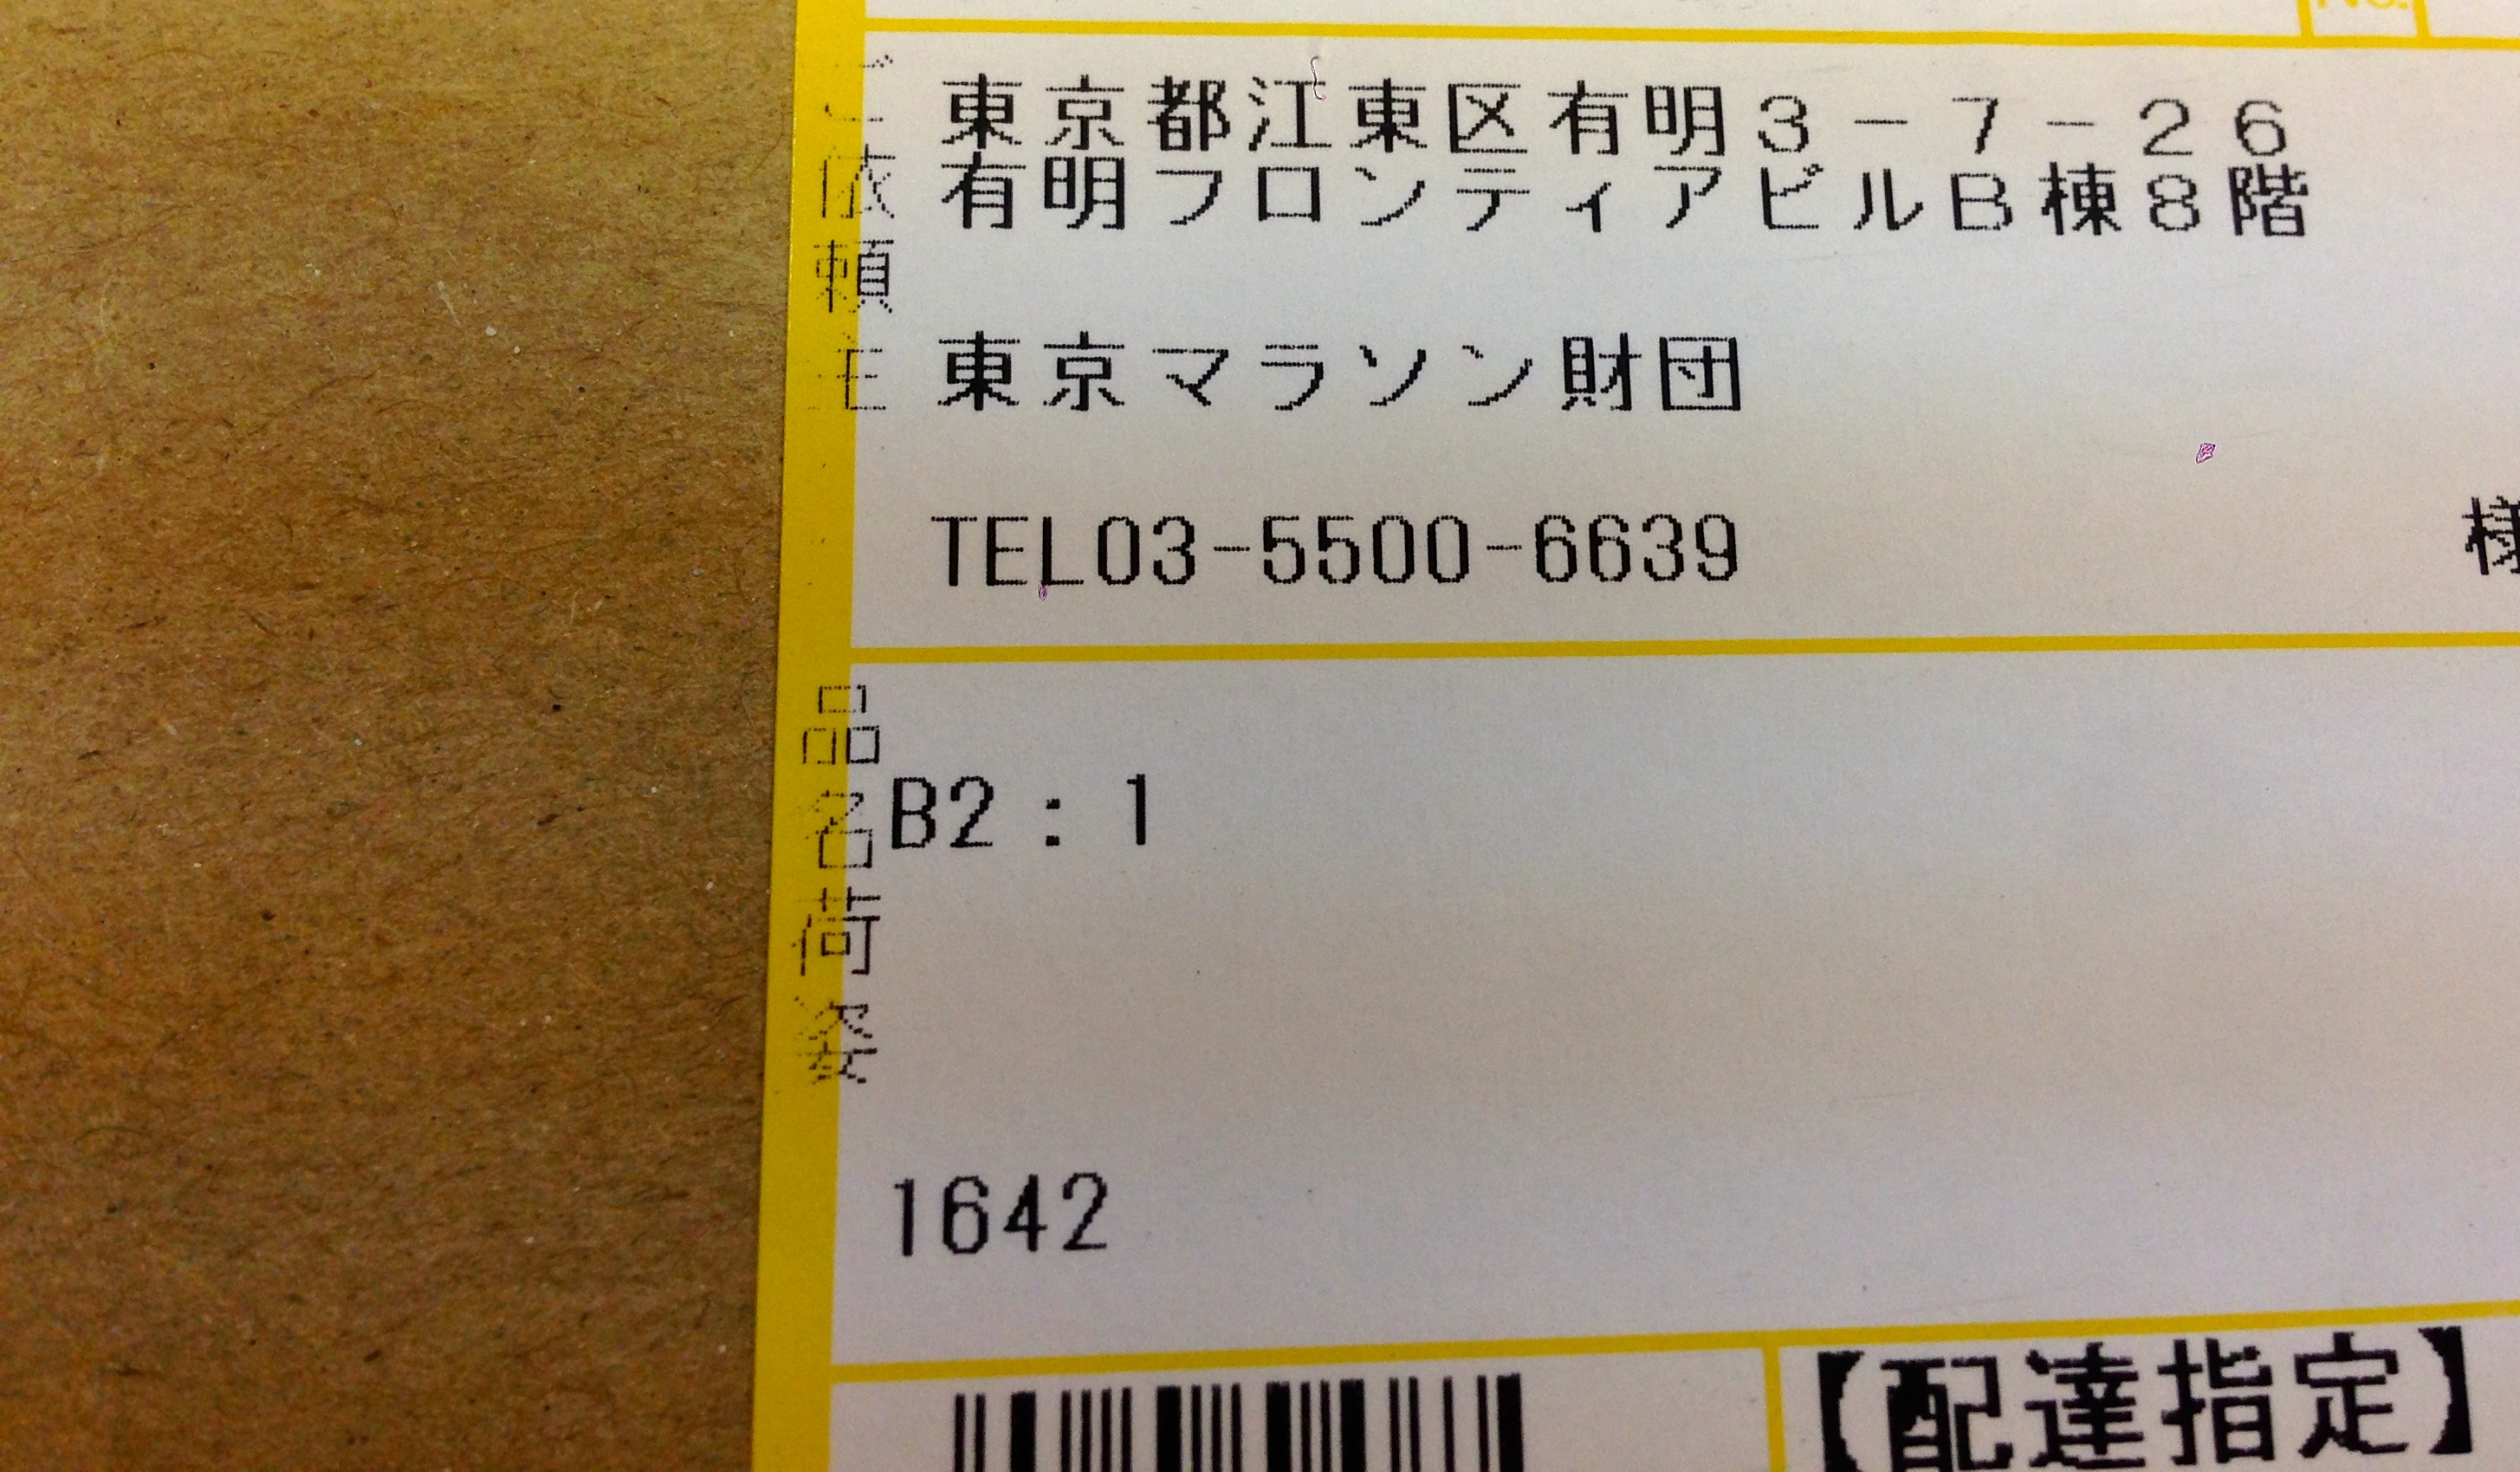 No.
東京都江東区有明3-7-26
有明フロンティアビルB棟8階
ご依頼主
東京マラソン財団
TEL03-5500-6639
様
品名荷姿
B2:1
1642
【配達指定】